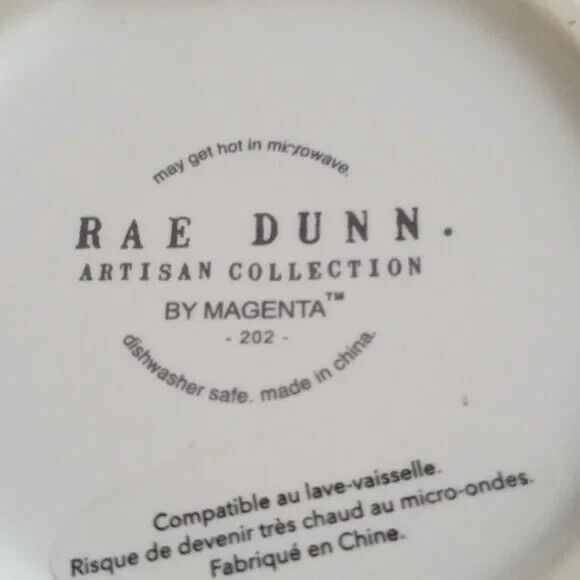 may get hot in microwave.
RAE DUNN.
ARTISAN COLLECTION
BY MAGENTA™
- 202 -
dishwasher safe. made in china.
Compatible au lave-vaisselle.
Risque de devenir très chaud au micro-ondes.
Fabriqué en Chine.